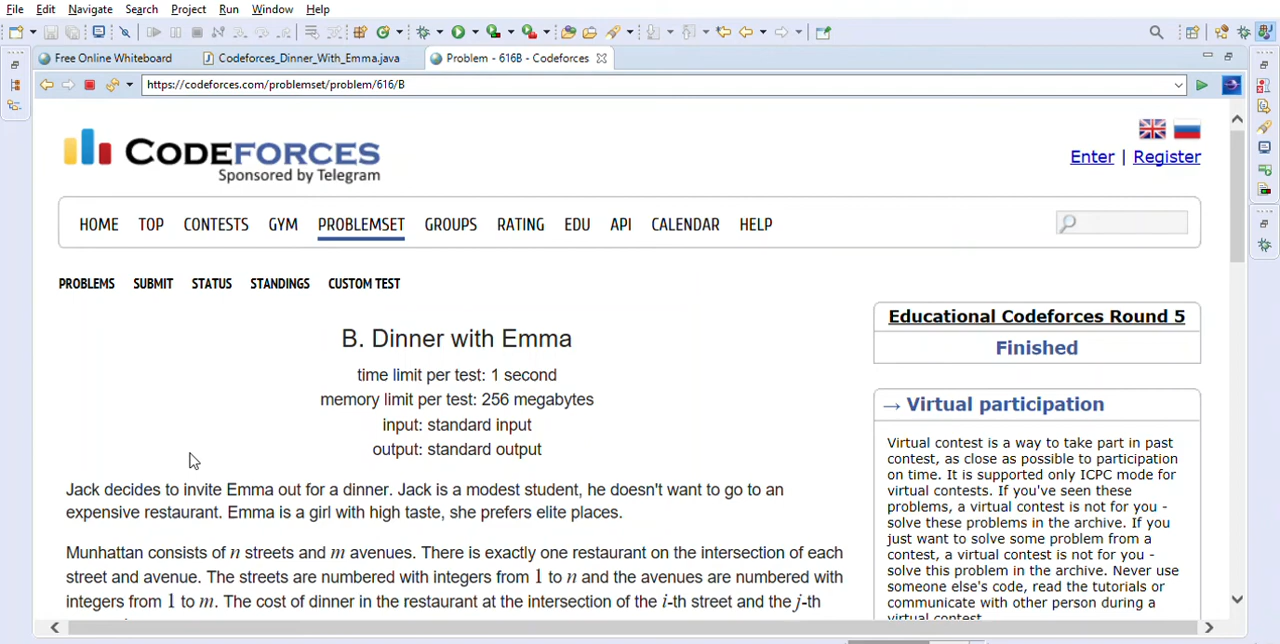 File Edit Navigate Search Project Run Window Help
Free Online Whiteboard Codeforces_Dinner_With_Emma.java Problem - 616B - Codeforces
https://codeforces.com/problemset/problem/616/B
CODEFORCES
Sponsored by Telegram
Enter | Register
HOME TOP CONTESTS GYM PROBLEMSET GROUPS RATING EDU API CALENDAR HELP
PROBLEMS SUBMIT STATUS STANDINGS CUSTOM TEST
B. Dinner with Emma
time limit per test: 1 second
memory limit per test: 256 megabytes
input: standard input
output: standard output
Jack decides to invite Emma out for a dinner. Jack is a modest student, he doesn't want to go to an
expensive restaurant. Emma is a girl with high taste, she prefers elite places.
Munhattan consists of n streets and m avenues. There is exactly one restaurant on the intersection of each
street and avenue. The streets are numbered with integers from 1 to n and the avenues are numbered with
integers from 1 to m. The cost of dinner in the restaurant at the intersection of the i-th street and the j-th
Educational Codeforces Round 5
Finished
→ Virtual participation
Virtual contest is a way to take part in past
contest, as close as possible to participation
on time. It is supported only ICPC mode for
virtual contests. If you've seen these
problems, a virtual contest is not for you -
solve these problems in the archive. If you
just want to solve some problem from a
contest, a virtual contest is not for you -
solve this problem in the archive. Never use
someone else's code, read the tutorials or
communicate with other person during a
virtual contest.